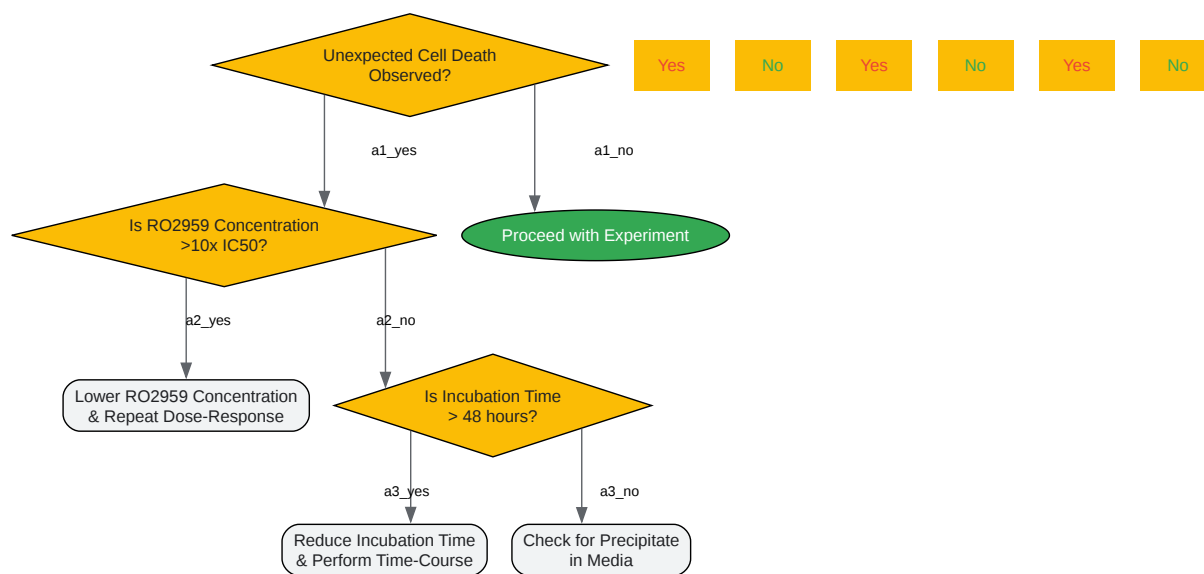 Unexpected Cell Death
Observed?
Yes
No
Yes
No
Yes
No
a1_yes
a1_no
Is RO2959 Concentration
>10x IC50?
Proceed with Experiment
a2_yes
a2_no
Lower RO2959 Concentration
& Repeat Dose-Response
Is Incubation Time
> 48 hours?
a3_yes
a3_no
Reduce Incubation Time
& Perform Time-Course
Check for Precipitate
in Media